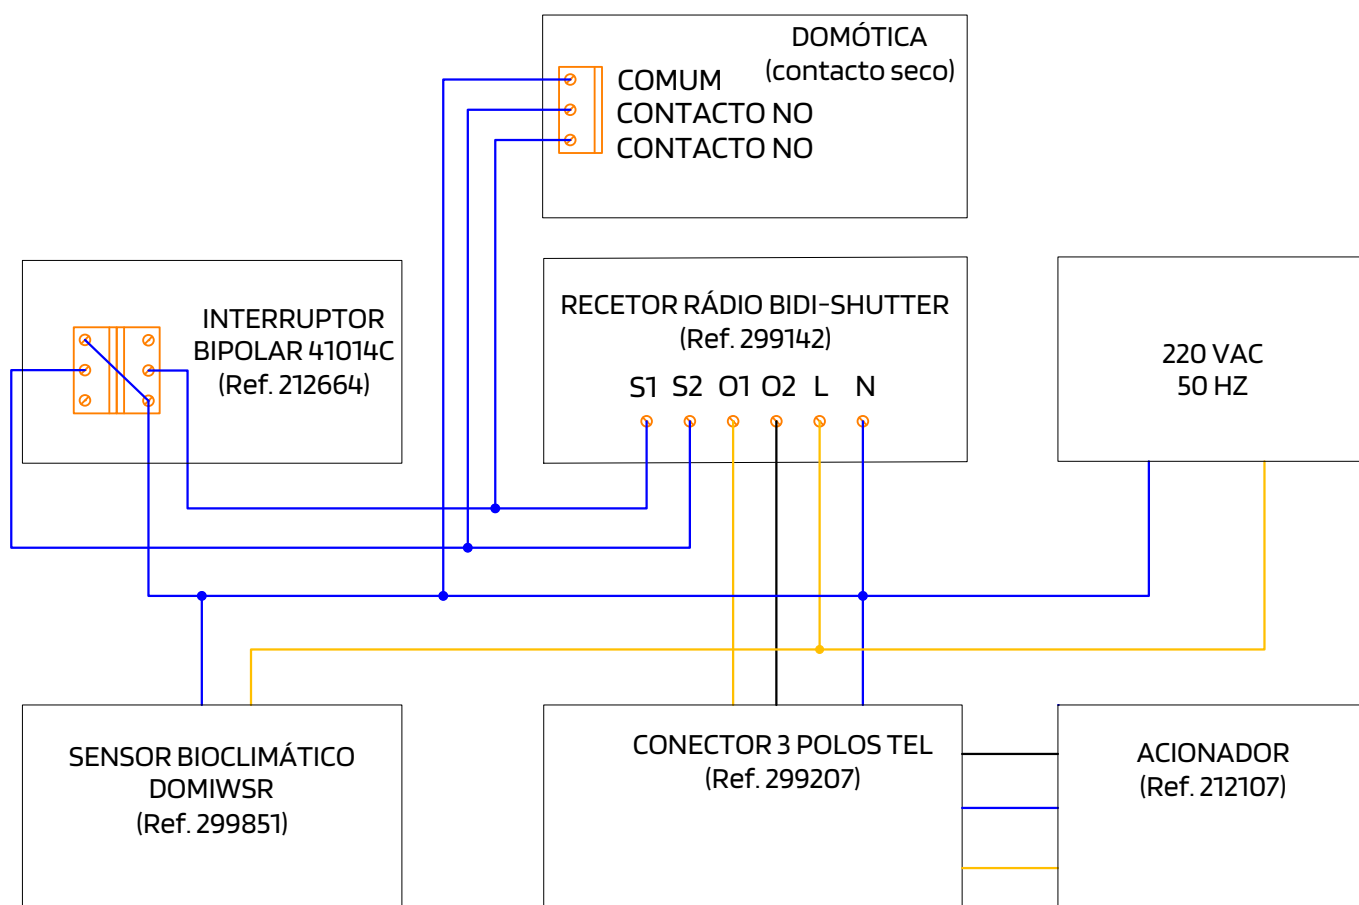 DOMÓTICA
(contacto seco)
COMUM
CONTACTO NO
CONTACTO NO
INTERRUPTOR
BIPOLAR 41014C
(Ref. 212664)
RECETOR RÁDIO BIDI-SHUTTER
(Ref. 299142)
S1 S2 O1 O2 L N
220 VAC
50 HZ
SENSOR BIOCLIMÁTICO
DOMIWSR
(Ref. 299851)
CONECTOR 3 POLOS TEL
(Ref. 299207)
ACIONADOR
(Ref. 212107)